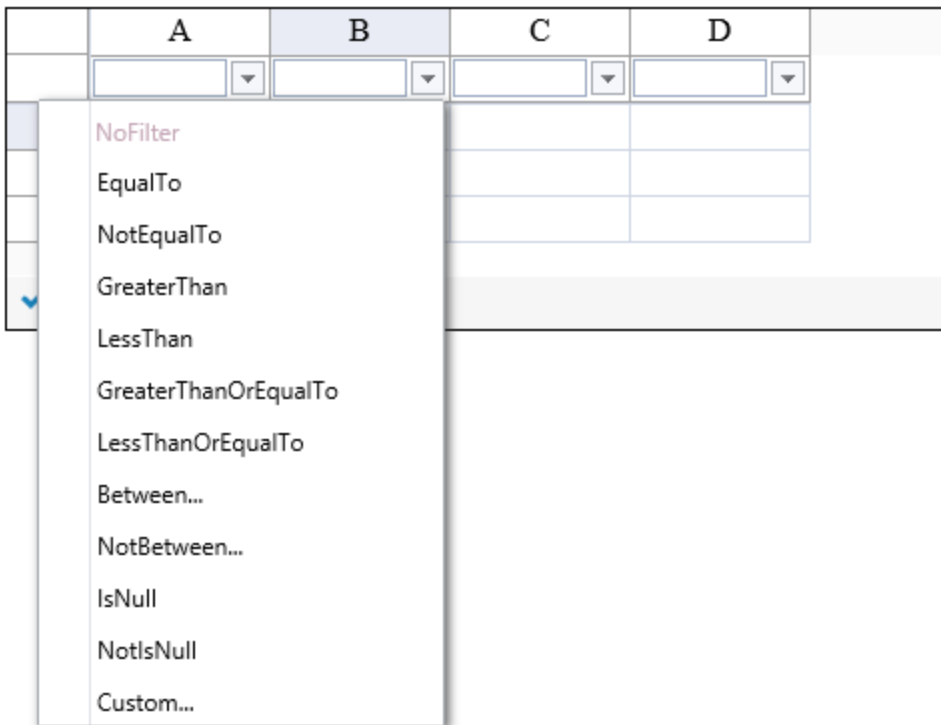 A B C D
NoFilter
EqualTo
NotEqualTo
GreaterThan
LessThan
GreaterThanOrEqualTo
LessThanOrEqualTo
Between...
NotBetween...
IsNull
NotIsNull
Custom...